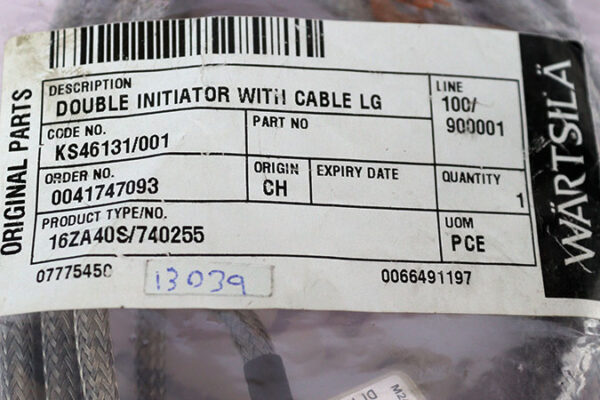 ORIGINAL PARTS
DESCRIPTION
DOUBLE INITIATOR WITH CABLE LG
LINE
100/
900001
CODE NO.
KS46131/001
PART NO
ORDER NO.
0041747093
ORIGIN
CH
EXPIRY DATE
QUANTITY
1
PRODUCT TYPE/NO.
16ZA40S/740255
UOM
PCE
0777545C
13039
0066491197
WÄRTSILÄ